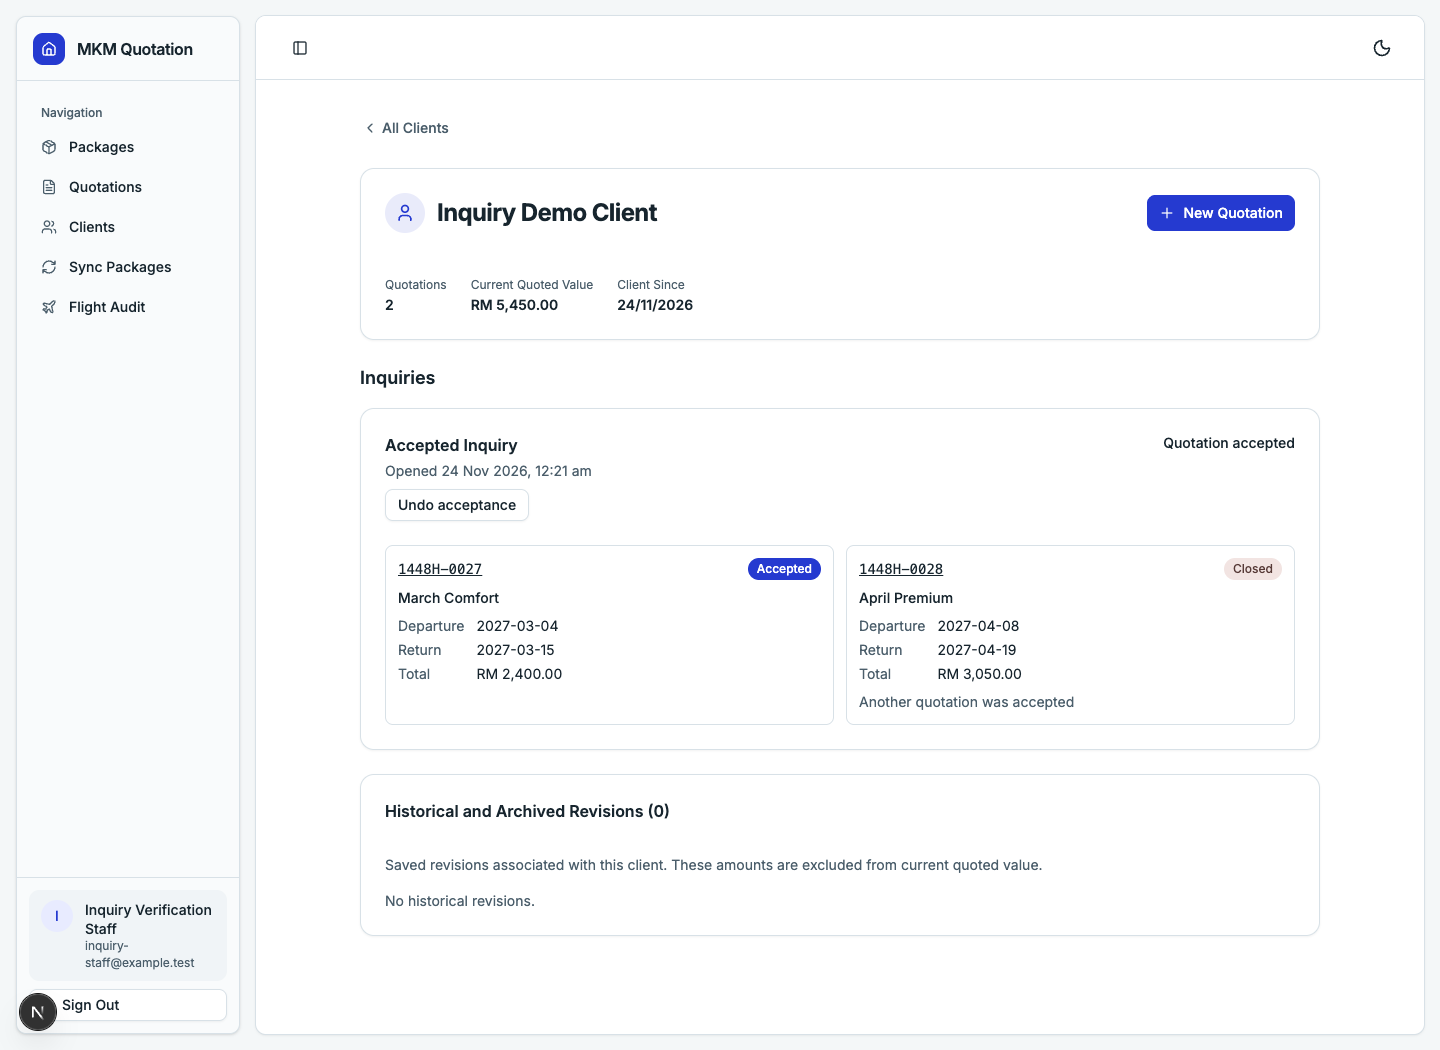 MKM Quotation
Navigation
Packages
Quotations
Clients
Sync Packages
Flight Audit
All Clients
Inquiry Demo Client
New Quotation
Quotations Current Quoted Value Client Since
2 RM 5,450.00 24/11/2026
Inquiries
Accepted Inquiry Quotation accepted
Opened 24 Nov 2026, 12:21 am
Undo acceptance
1448H-0027 Accepted
March Comfort
Departure 2027-03-04
Return 2027-03-15
Total RM 2,400.00
1448H-0028 Closed
April Premium
Departure 2027-04-08
Return 2027-04-19
Total RM 3,050.00
Another quotation was accepted
Historical and Archived Revisions (0)
Saved revisions associated with this client. These amounts are excluded from current quoted value.
No historical revisions.
I
Inquiry Verification
Staff
inquiry-
staff@example.test
N
Sign Out